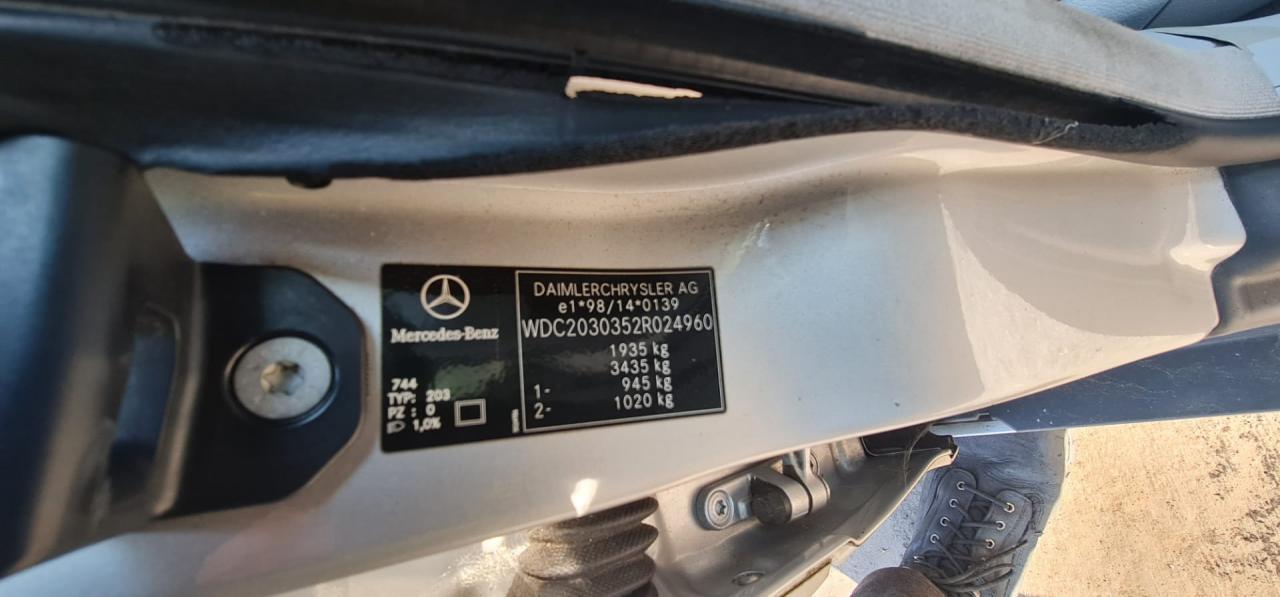 Mercedes-Benz
744
TYP: 203
PZ : 0
1,0%
DAIMLERCHRYSLER AG
e1*98/14*0139
WDC2030352R024960
1935 kg
3435 kg
1- 945 kg
2- 1020 kg